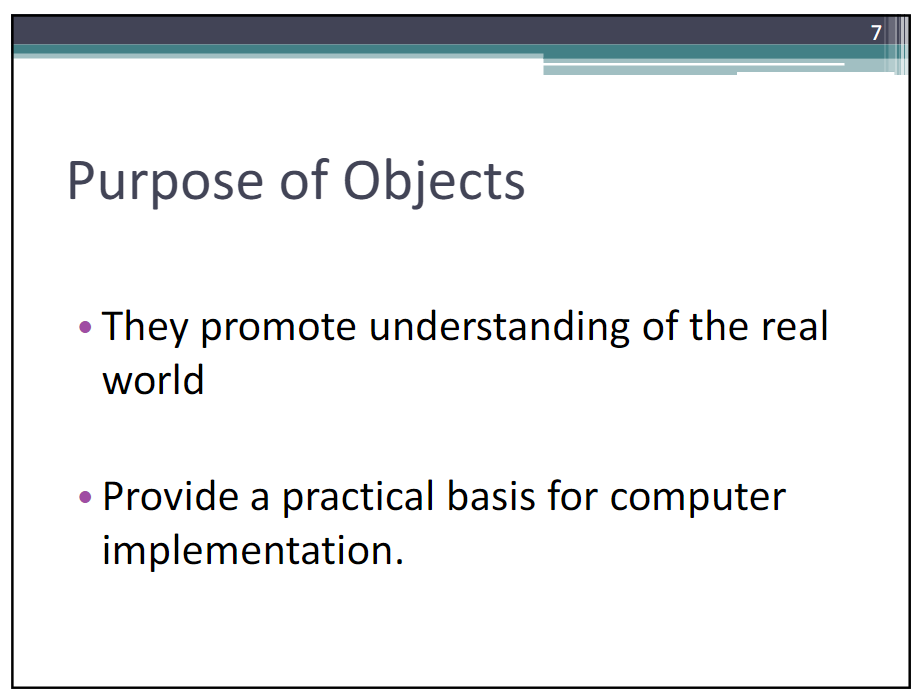 7
Purpose of Objects
• They promote understanding of the real
world
• Provide a practical basis for computer
implementation.